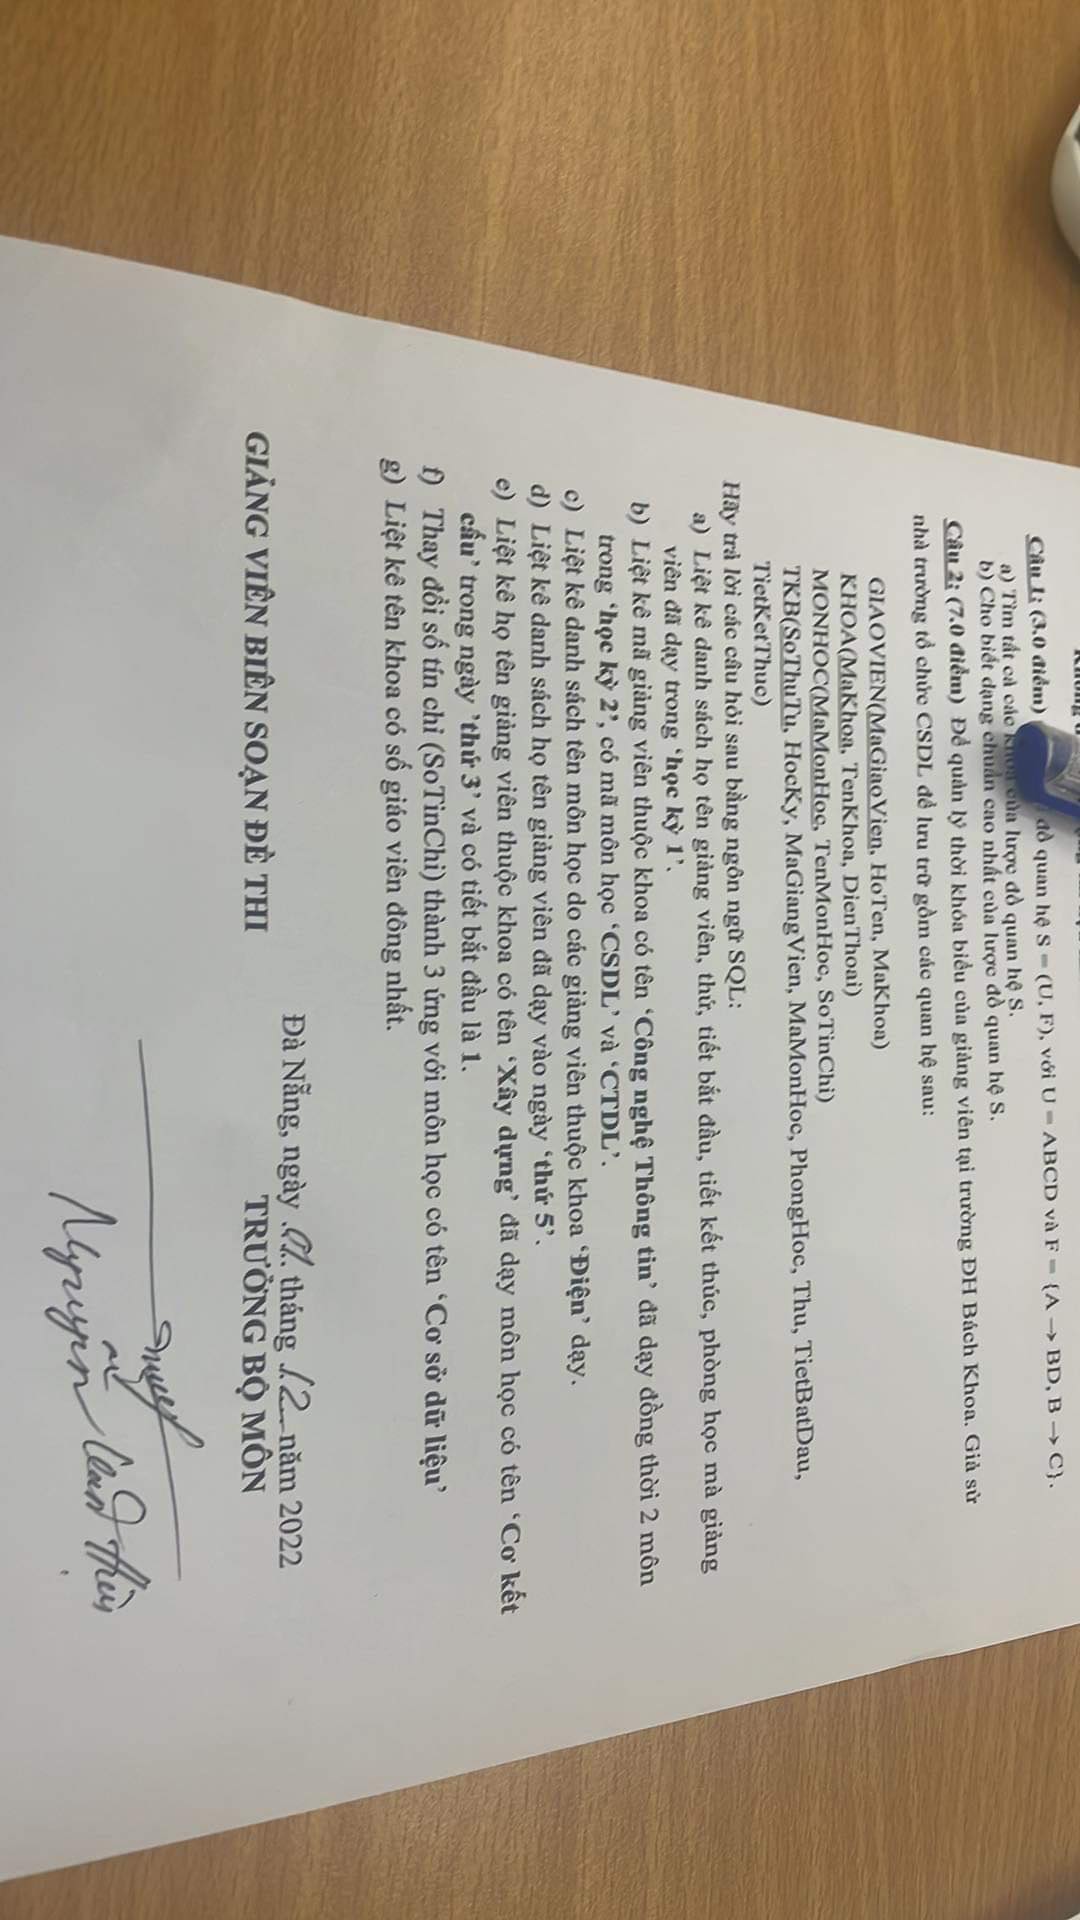 Câu 1: (3.0 điểm) đồ quan hệ S = (U, F), với U = ABCD và F = {A → BD, B → C}.
a) Tìm tất cả các khóa của lược đồ quan hệ S.
b) Cho biết dạng chuẩn cao nhất của lược đồ quan hệ S.
Câu 2: (7.0 điểm) Để quản lý thời khóa biểu của giảng viên tại trường ĐH Bách Khoa. Giả sử
nhà trường tổ chức CSDL để lưu trữ gồm các quan hệ sau:
GIAOVIEN(MaGiaoVien, HoTen, MaKhoa)
KHOA(MaKhoa, TenKhoa, DienThoai)
MONHOC(MaMonHoc, TenMonHoc, SoTinChi)
TKB(SoThuTu, HocKy, MaGiangVien, MaMonHoc, PhongHoc, Thu, TietBatDau,
TietKetThuc)
Hãy trả lời các câu hỏi sau bằng ngôn ngữ SQL:
a) Liệt kê danh sách họ tên giảng viên, thứ, tiết bắt đầu, tiết kết thúc, phòng học mà giảng
viên đã dạy trong ‘học kỳ 1’.
b) Liệt kê mã giảng viên thuộc khoa có tên ‘Công nghệ Thông tin’ đã dạy đồng thời 2 môn
trong ‘học kỳ 2’, có mã môn học ‘CSDL’ và ‘CTDL’.
c) Liệt kê danh sách tên môn học do các giảng viên thuộc khoa ‘Điện’ dạy.
d) Liệt kê danh sách họ tên giảng viên đã dạy vào ngày ‘thứ 5’.
e) Liệt kê họ tên giảng viên thuộc khoa có tên ‘Xây dựng’ đã dạy môn học có tên ‘Cơ kết
cấu’ trong ngày ’thứ 3’ và có tiết bắt đầu là 1.
f) Thay đổi số tín chỉ (SoTinChi) thành 3 ứng với môn học có tên ‘Cơ sở dữ liệu’
g) Liệt kê tên khoa có số giáo viên đông nhất.
Đà Nẵng, ngày 01 tháng 12 năm 2022
GIẢNG VIÊN BIÊN SOẠN ĐỀ THI TRƯỞNG BỘ MÔN
Nguyễn